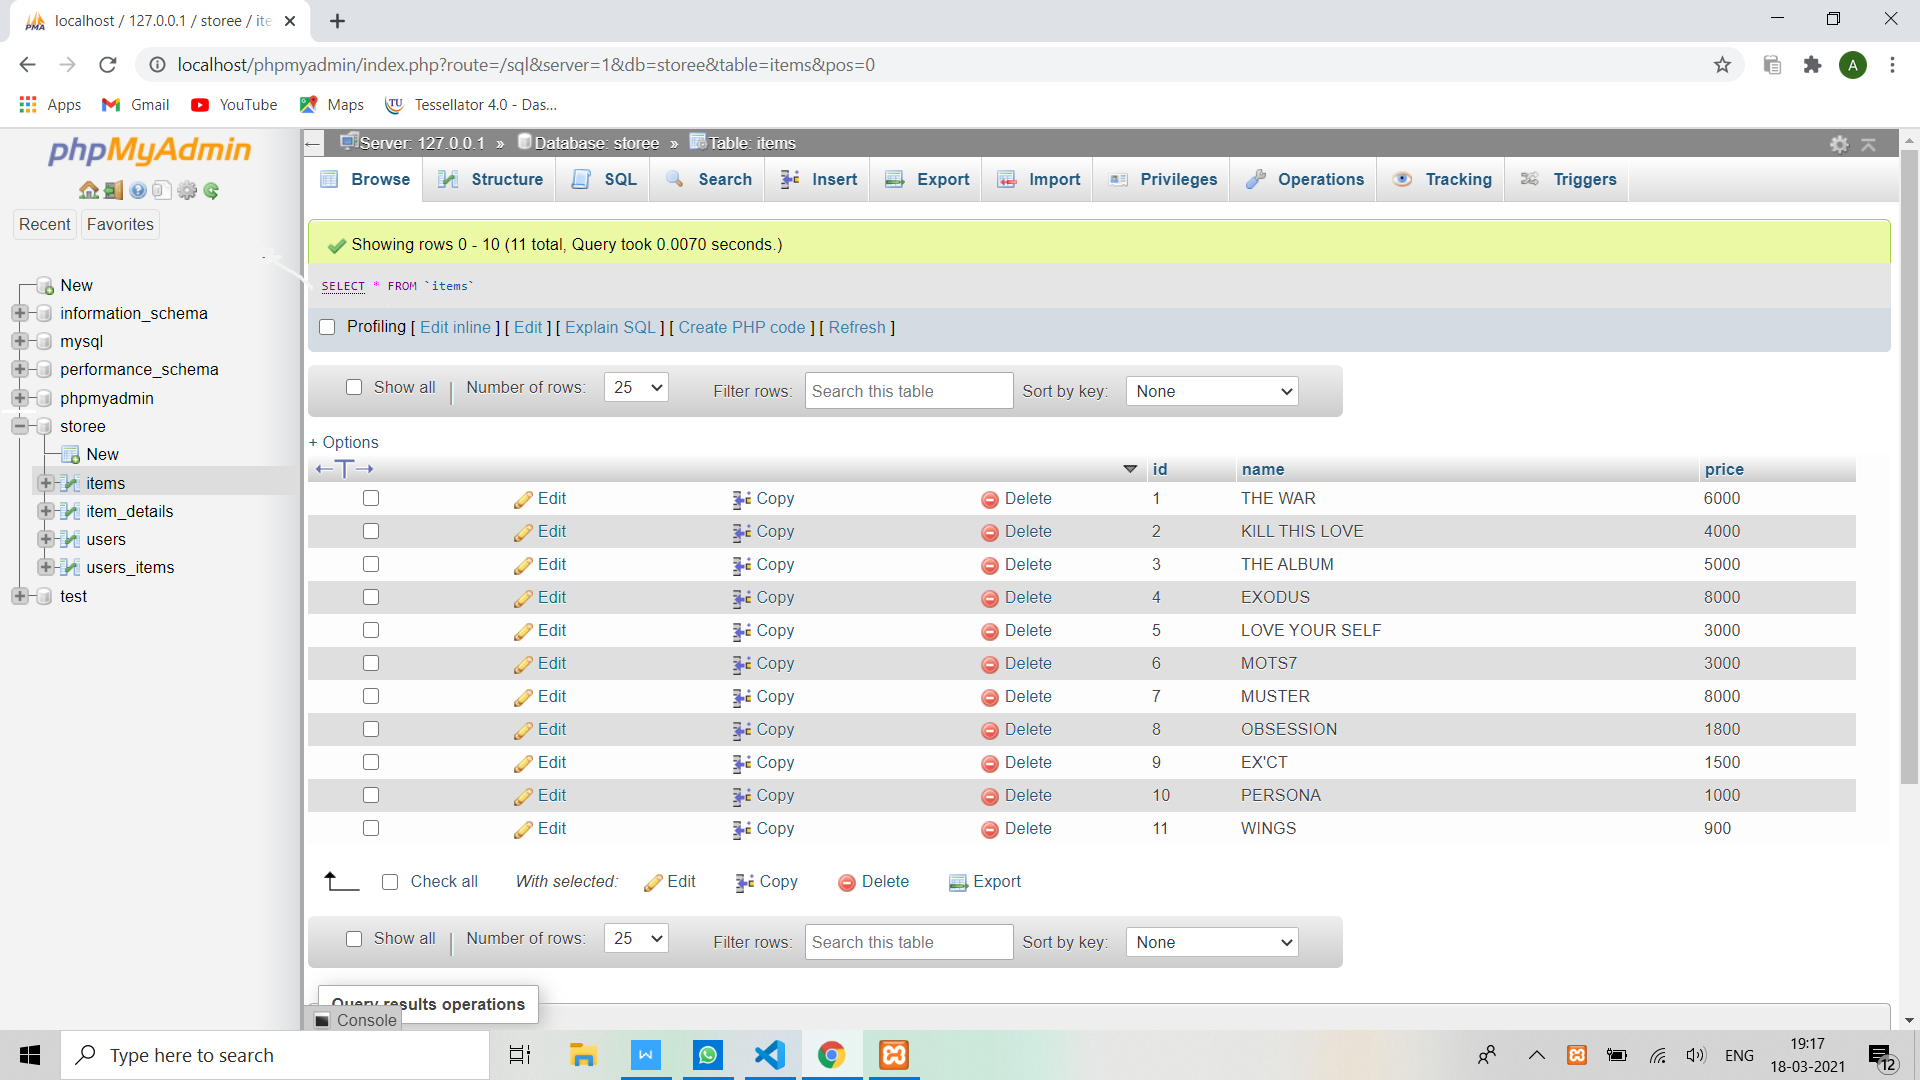 localhost / 127.0.0.1 / storee / ite
localhost/phpmyadmin/index.php?route=/sql&server=1&db=storee&table=items&pos=0
A
Apps Gmail YouTube Maps TU Tessellator 4.0 - Das...
phpMyAdmin
Recent Favorites
New
information_schema
mysql
performance_schema
phpmyadmin
storee
New
items
item_details
users
users_items
test
Server: 127.0.0.1 » Database: storee » Table: items
Browse Structure SQL Search Insert Export Import Privileges Operations Tracking Triggers
Showing rows 0 - 10 (11 total, Query took 0.0070 seconds.)
SELECT * FROM `items`
Profiling [ Edit inline ] [ Edit ] [ Explain SQL ] [ Create PHP code ] [ Refresh ]
Show all | Number of rows: 25 Filter rows: Search this table Sort by key: None
+ Options
←T→ id name price
Edit Copy Delete 1 THE WAR 6000
Edit Copy Delete 2 KILL THIS LOVE 4000
Edit Copy Delete 3 THE ALBUM 5000
Edit Copy Delete 4 EXODUS 8000
Edit Copy Delete 5 LOVE YOUR SELF 3000
Edit Copy Delete 6 MOTS7 3000
Edit Copy Delete 7 MUSTER 8000
Edit Copy Delete 8 OBSESSION 1800
Edit Copy Delete 9 EX'CT 1500
Edit Copy Delete 10 PERSONA 1000
Edit Copy Delete 11 WINGS 900
Check all With selected: Edit Copy Delete Export
Show all | Number of rows: 25 Filter rows: Search this table Sort by key: None
Query results operations
Console
Type here to search
ENG
19:17
18-03-2021
12